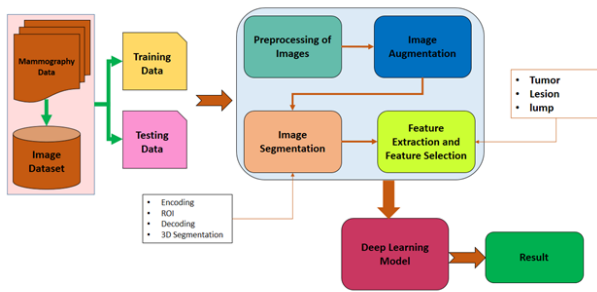 Mammography
Data
Image
Dataset
Training
Data
Testing
Data
Preprocessing of
Images
Image
Augmentation
Image
Segmentation
Feature
Extraction and
Feature Selection
• Tumor
• Lesion
• lump
• Encoding
• ROI
• Decoding
• 3D Segmentation
Deep Learning
Model
Result